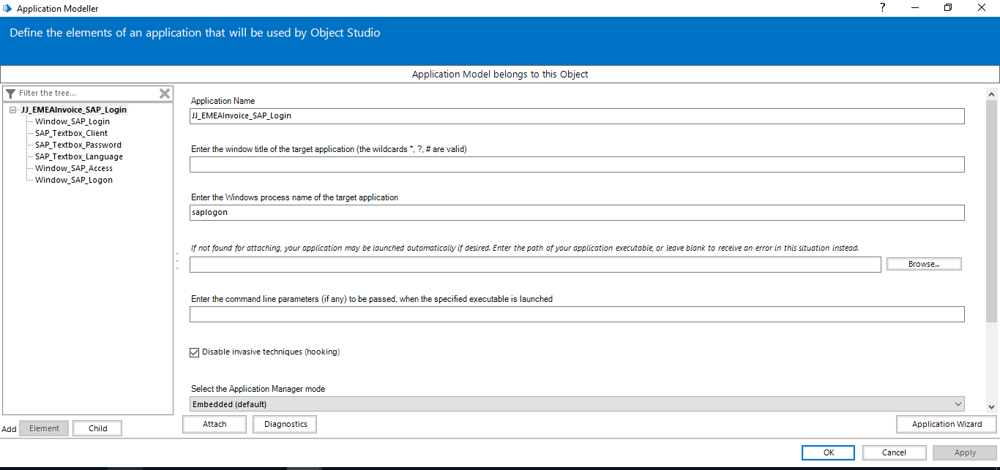 Application Modeller
?
Define the elements of an application that will be used by Object Studio
Application Model belongs to this Object
Filter the tree...
JJ_EMEAInvoice_SAP_Login
Window_SAP_Login
SAP_Textbox_Client
SAP_Textbox_Password
SAP_Textbox_Language
Window_SAP_Access
Window_SAP_Logon
Add
Element
Child
Application Name
JJ_EMEAInvoice_SAP_Login
Enter the window title of the target application (the wildcards *, ?, # are valid)
Enter the Windows process name of the target application
saplogon
If not found for attaching, your application may be launched automatically if desired. Enter the path of your application executable, or leave blank to receive an error in this situation instead.
Browse...
Enter the command line parameters (if any) to be passed, when the specified executable is launched
Disable invasive techniques (hooking)
Select the Application Manager mode
Embedded (default)
Attach
Diagnostics
Application Wizard
OK
Cancel
Apply